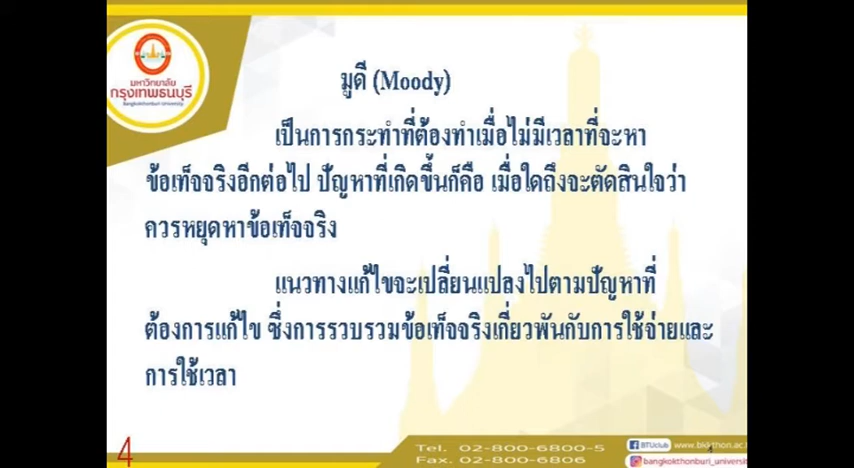 มหาวิทยาลัย
กรุงเทพธนบุรี
Bangkokthonburi University
มูดี (Moody)
เป็นการกระทำที่ต้องทำเมื่อไม่มีเวลาที่จะหา
ข้อเท็จจริงอีกต่อไป ปัญหาที่เกิดขึ้นก็คือ เมื่อใดถึงจะตัดสินใจว่า
ควรหยุดหาข้อเท็จจริง
แนวทางแก้ไขจะเปลี่ยนแปลงไปตามปัญหาที่
ต้องการแก้ไข ซึ่งการรวบรวมข้อเท็จจริงเกี่ยวพันกับการใช้จ่ายและ
การใช้เวลา
4
Tel. 02-800-6800-5
Fax. 02-800-6806
BTUclub
bangkokthonburi_universit